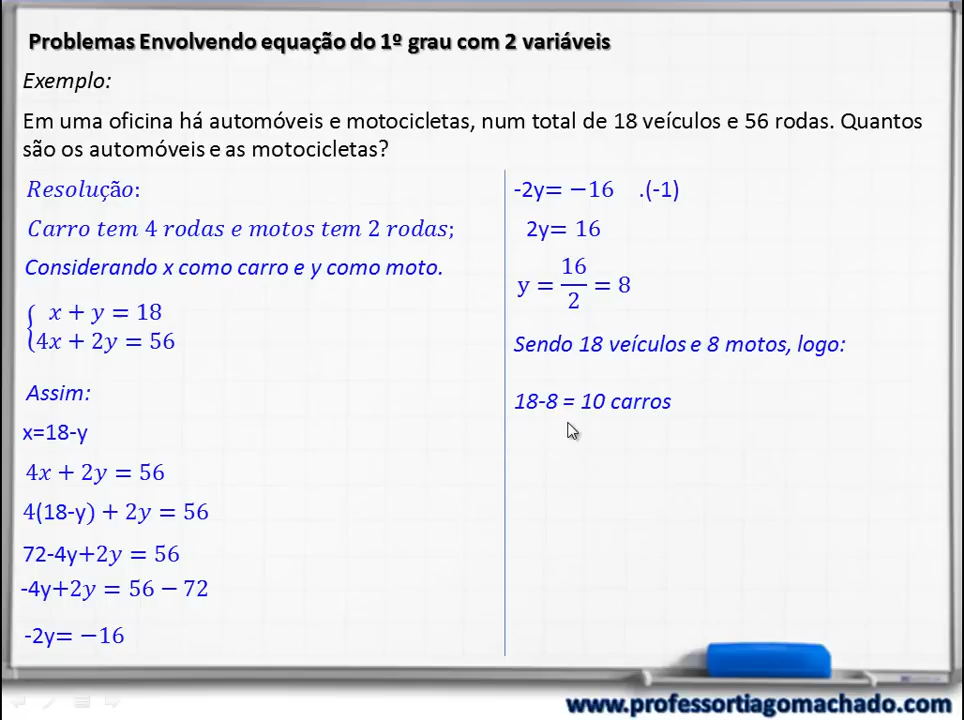 Problemas Envolvendo equação do 1º grau com 2 variáveis
Exemplo:
Em uma oficina há automóveis e motocicletas, num total de 18 veículos e 56 rodas. Quantos
são os automóveis e as motocicletas?
Resolução:
Carro tem 4 rodas e motos tem 2 rodas;
Considerando x como carro e y como moto.
{ x + y = 18
4x + 2y = 56
Assim:
x=18-y
4x + 2y = 56
4(18-y) + 2y = 56
72-4y+2y = 56
-4y+2y = 56 − 72
-2y= −16
-2y= −16 .(-1)
2y= 16
y = 16/2 = 8
Sendo 18 veículos e 8 motos, logo:
18-8 = 10 carros
www.professortiagomachado.com